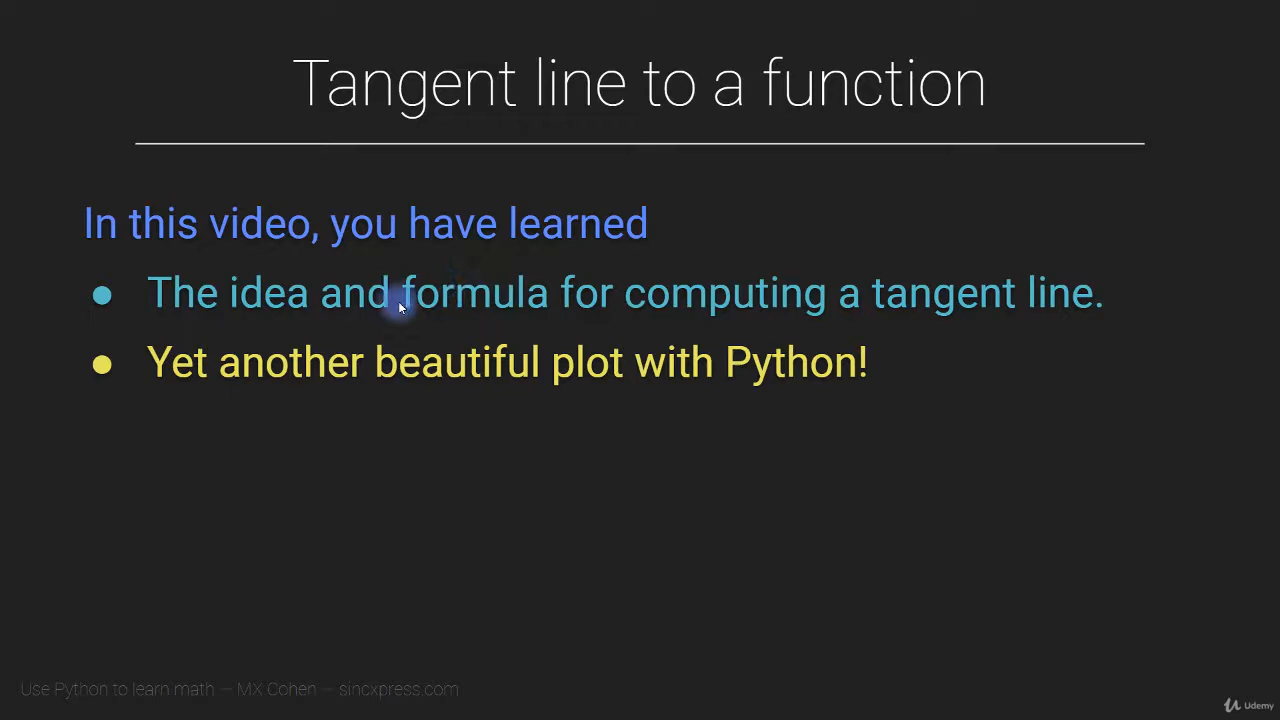 Tangent line to a function
In this video, you have learned
● The idea and formula for computing a tangent line.
● Yet another beautiful plot with Python!
Use Python to learn math — MX Cohen — sincxpress.com
Udemy